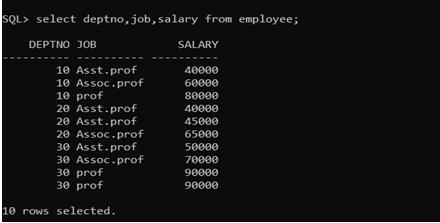 SQL> select deptno,job,salary from employee;
DEPTNO JOB SALARY
---------- ---------- ----------
10 Asst.prof 40000
10 Assoc.prof 60000
10 prof 80000
20 Asst.prof 40000
20 Asst.prof 45000
20 Assoc.prof 65000
30 Asst.prof 50000
30 Assoc.prof 70000
30 prof 90000
30 prof 90000
10 rows selected.